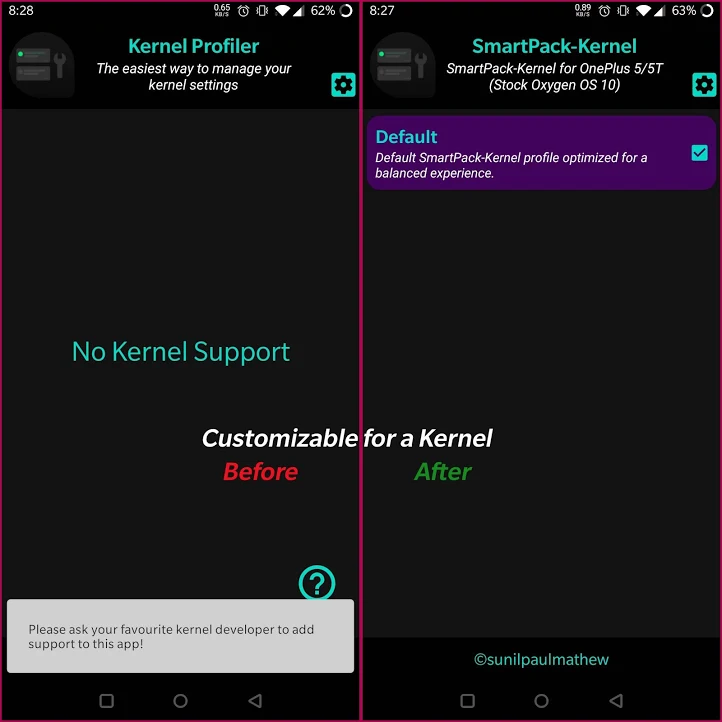 8:28
0.65
KB/S
62%
Kernel Profiler
The easiest way to manage your
kernel settings
No Kernel Support
Please ask your favourite kernel developer to add
support to this app!
8:27
0.89
KB/S
63%
SmartPack-Kernel
SmartPack-Kernel for OnePlus 5/5T
(Stock Oxygen OS 10)
Default
Default SmartPack-Kernel profile optimized for a
balanced experience.
©sunilpaulmathew
Customizable for a Kernel
Before
After